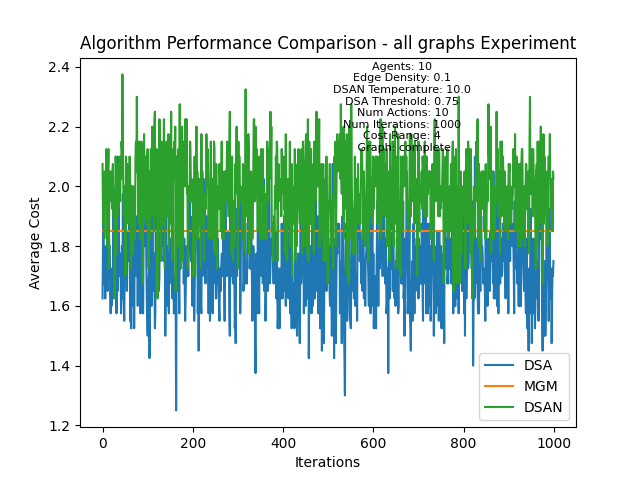 Algorithm Performance Comparison - all graphs Experiment
Agents: 10
Edge Density: 0.1
DSAN Temperature: 10.0
DSA Threshold: 0.75
Num Actions: 10
Num Iterations: 1000
Cost Range: 4
Graph: complete
2.4
2.2
2.0
1.8
1.6
1.4
1.2
Average Cost
DSA
MGM
DSAN
0 200 400 600 800 1000
Iterations